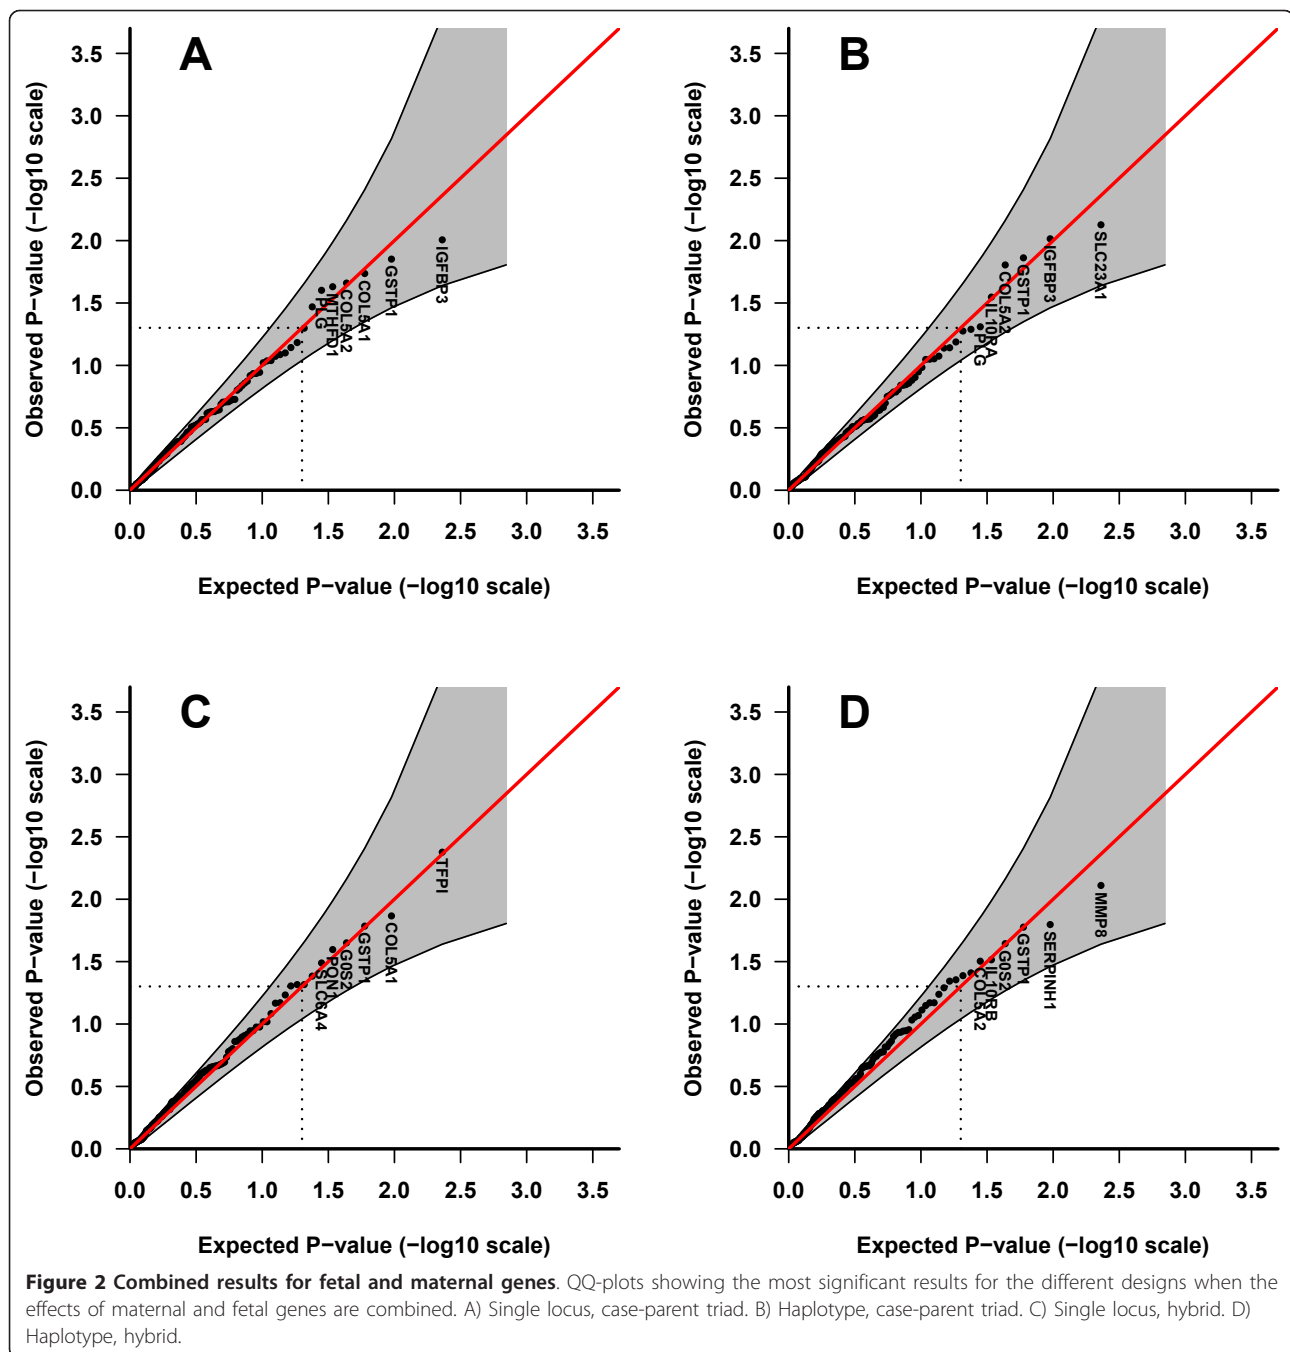 A
Observed P−value (−log10 scale)
3.5
3.0
2.5
2.0
1.5
1.0
0.5
0.0
PLG
MTHFD1
COL5A2
COL5A1
GSTP1
IGFBP3
0.0 0.5 1.0 1.5 2.0 2.5 3.0 3.5
Expected P−value (−log10 scale)
B
Observed P−value (−log10 scale)
3.5
3.0
2.5
2.0
1.5
1.0
0.5
0.0
PLG
IL10RA
COL5A2
GSTP1
IGFBP3
SLC23A1
0.0 0.5 1.0 1.5 2.0 2.5 3.0 3.5
Expected P−value (−log10 scale)
C
Observed P−value (−log10 scale)
3.5
3.0
2.5
2.0
1.5
1.0
0.5
0.0
SLC6A4
PON1
G0S2
GSTP1
COL5A1
TFPI
0.0 0.5 1.0 1.5 2.0 2.5 3.0 3.5
Expected P−value (−log10 scale)
D
Observed P−value (−log10 scale)
3.5
3.0
2.5
2.0
1.5
1.0
0.5
0.0
COL5A2
IL10RB
G0S2
GSTP1
SERPINH1
MMP8
0.0 0.5 1.0 1.5 2.0 2.5 3.0 3.5
Expected P−value (−log10 scale)
Figure 2 Combined results for fetal and maternal genes. QQ-plots showing the most significant results for the different designs when the
effects of maternal and fetal genes are combined. A) Single locus, case-parent triad. B) Haplotype, case-parent triad. C) Single locus, hybrid. D)
Haplotype, hybrid.